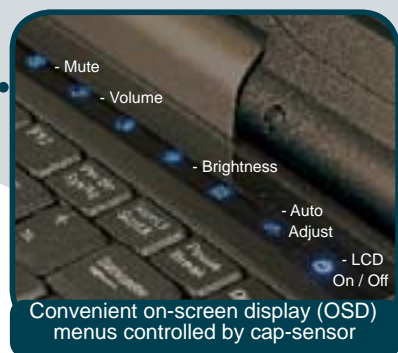 - Mute
- Volume
- Brightness
- Auto
Adjust
- LCD
On / Off
Convenient on-screen display (OSD)
menus controlled by cap-sensor